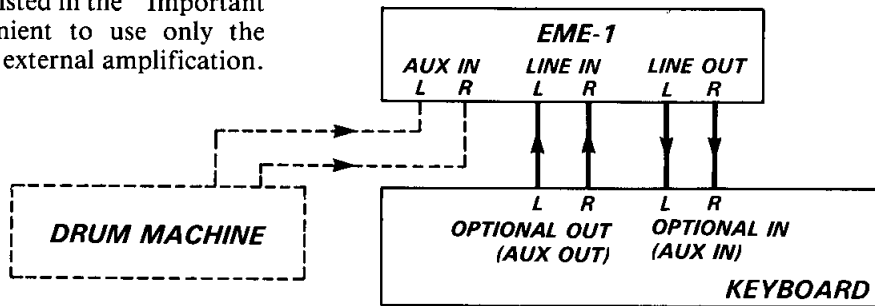 isted in the "Important
nient to use only the
external amplification.
EME-1
AUX IN LINE IN LINE OUT
L R L R L R
L R L R
OPTIONAL OUT OPTIONAL IN
(AUX OUT) (AUX IN)
DRUM MACHINE
KEYBOARD